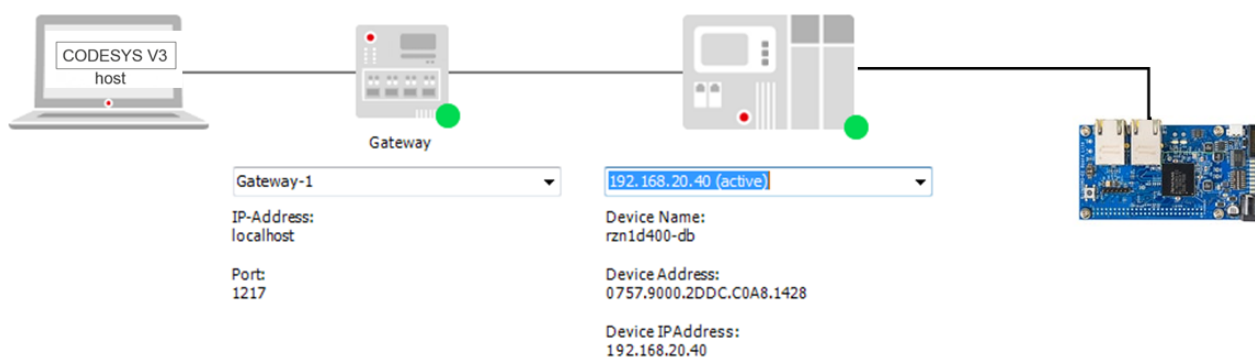 CODESYS V3
host
Gateway
Gateway-1
192.168.20.40 (active)
IP-Address:
localhost
Device Name:
rzn1d400-db
Port:
1217
Device Address:
0757.9000.2DDC.C0A8.1428
Device IPAddress:
192.168.20.40